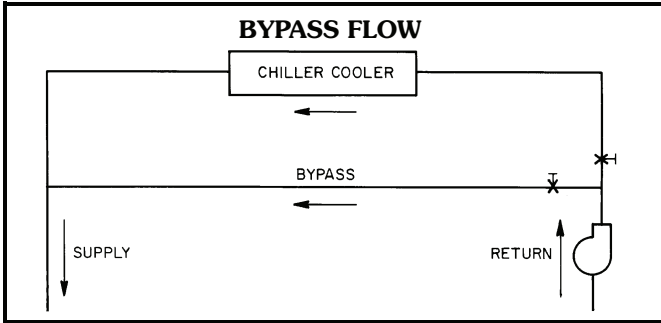 BYPASS FLOW
CHILLER COOLER
BYPASS
SUPPLY
RETURN